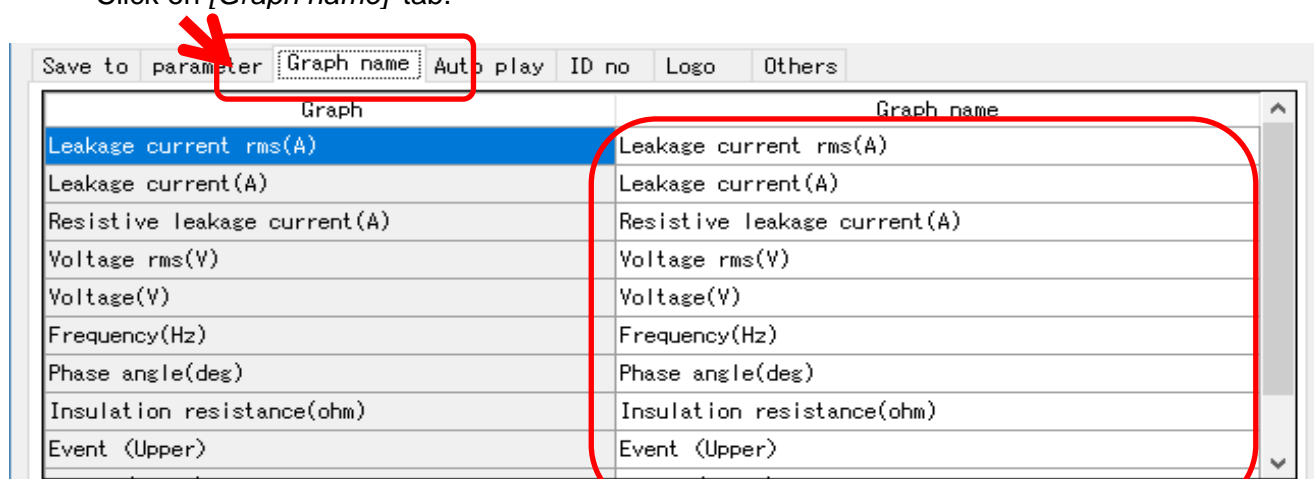 Click on [Graph name] tab.
Save to parameter Graph name Auto play ID no Logo Others
Graph Graph name
Leakage current rms(A) Leakage current rms(A)
Leakage current(A) Leakage current(A)
Resistive leakage current(A) Resistive leakage current(A)
Voltage rms(V) Voltage rms(V)
Voltage(V) Voltage(V)
Frequency(Hz) Frequency(Hz)
Phase angle(deg) Phase angle(deg)
Insulation resistance(ohm) Insulation resistance(ohm)
Event (Upper) Event (Upper)